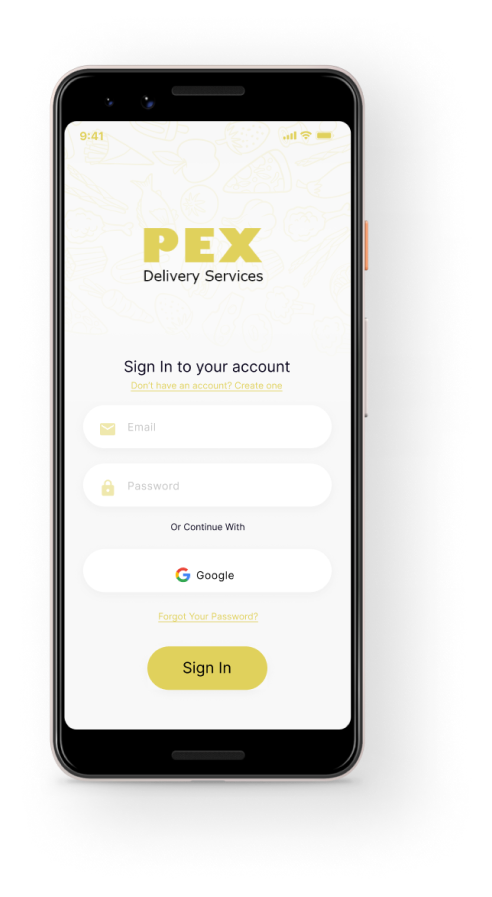 9:41
PEX
Delivery Services
Sign In to your account
Don't have an account? Create one
Email
Password
Or Continue With
Google
Forgot Your Password?
Sign In